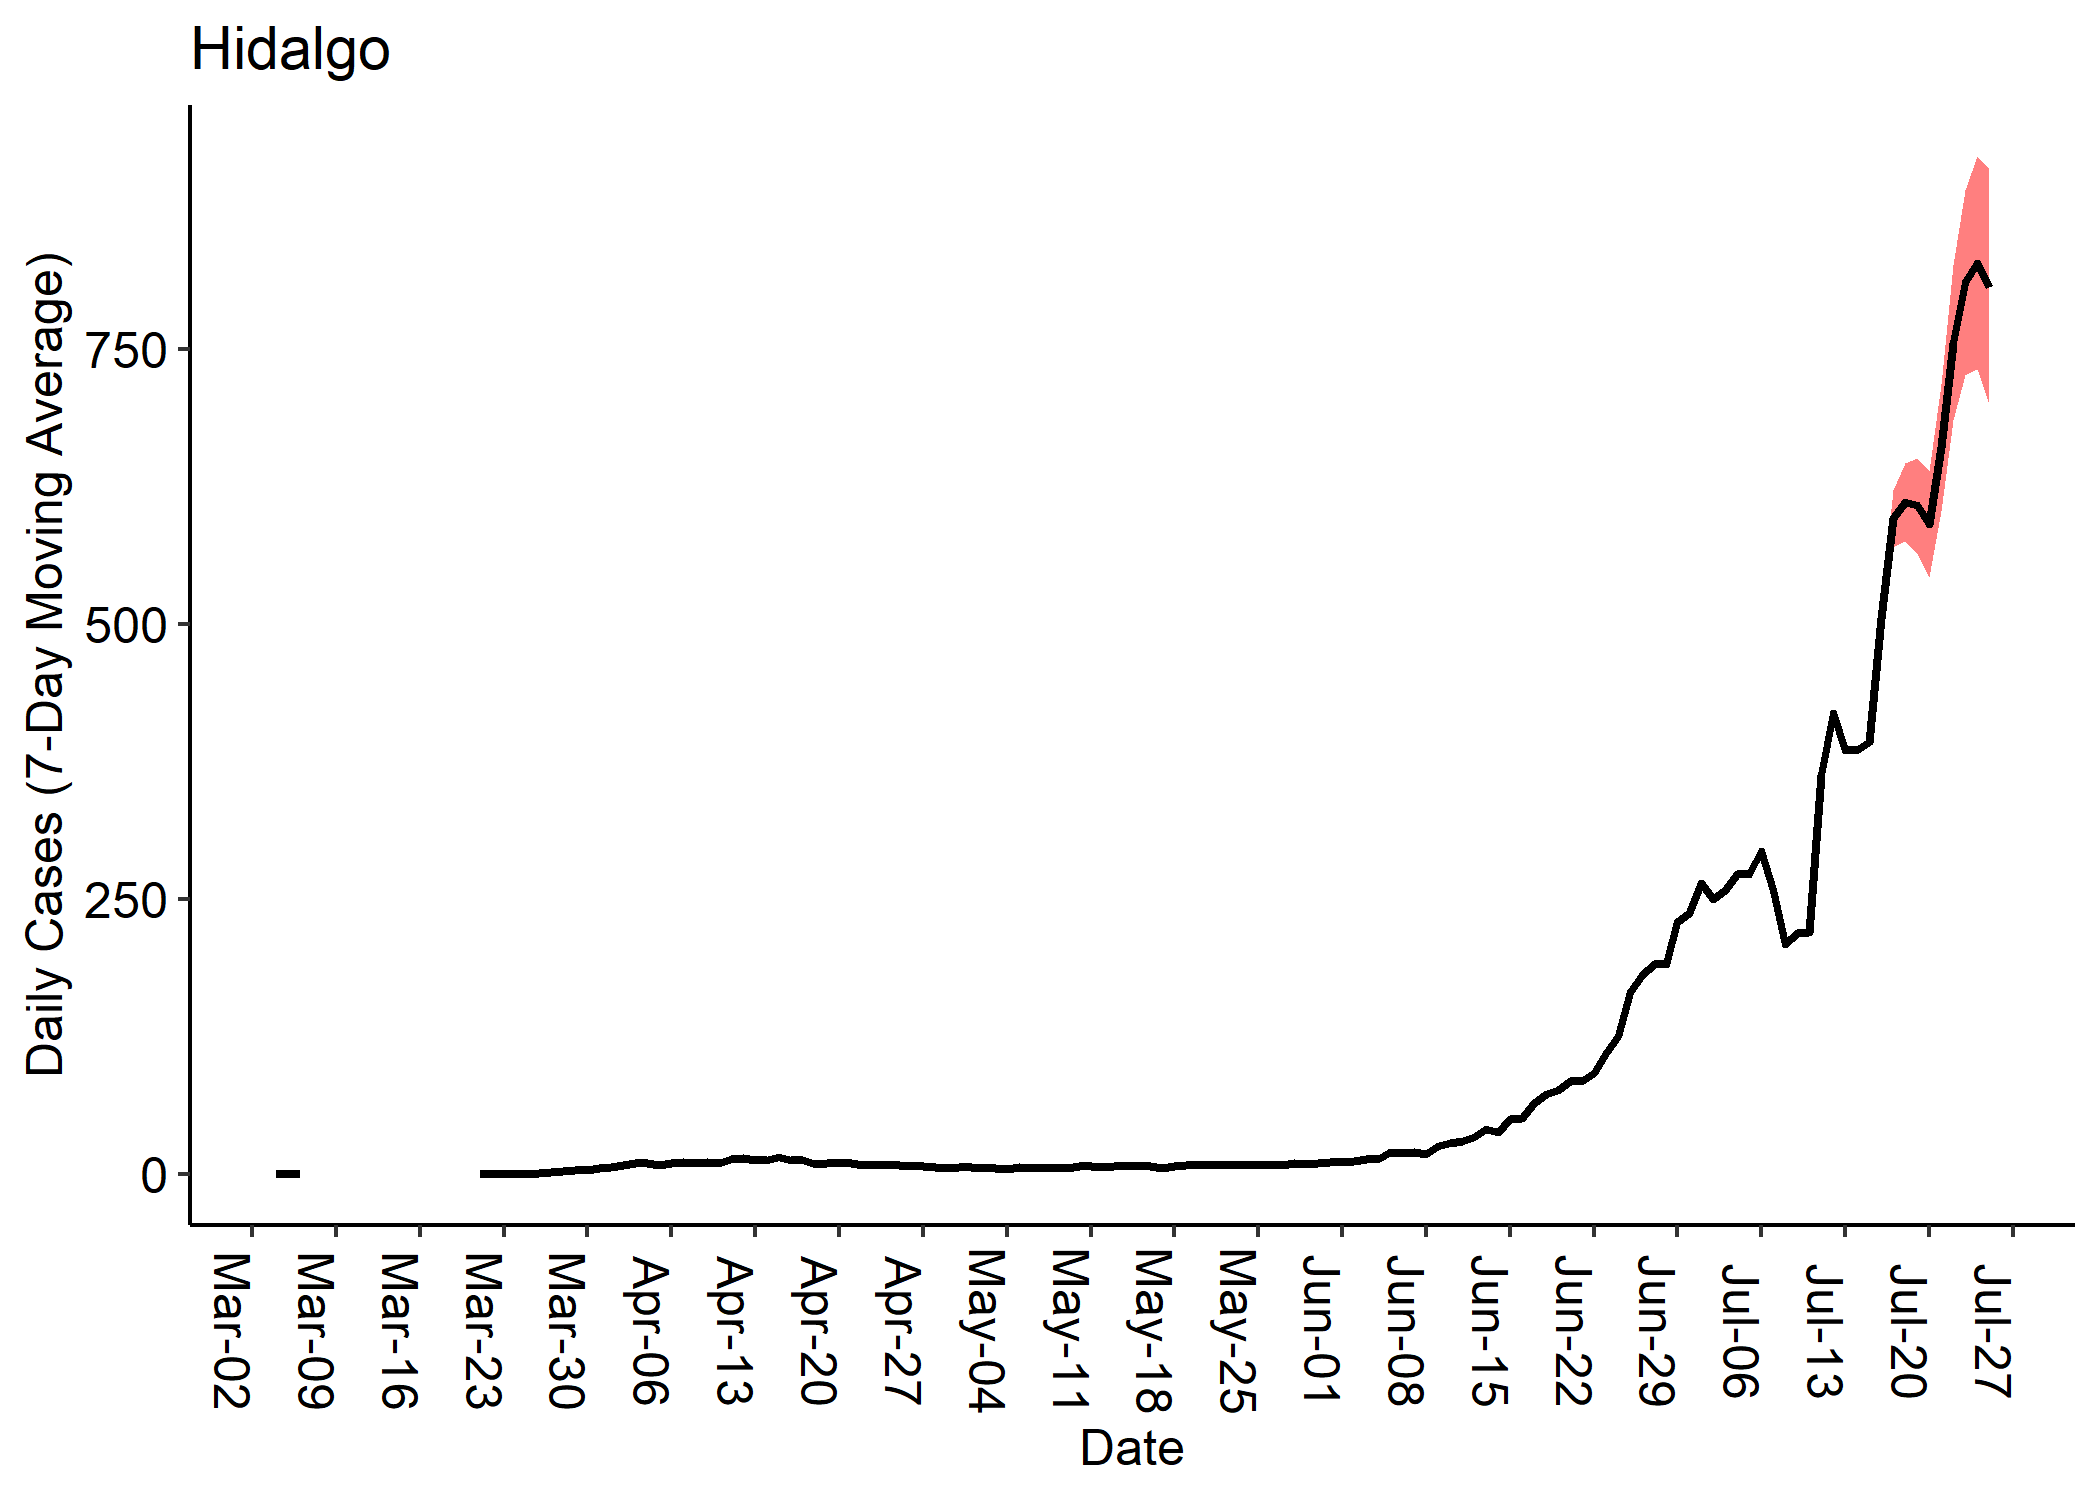 Hidalgo
Daily Cases (7-Day Moving Average)
750
500
250
0
Mar-02
Mar-09
Mar-16
Mar-23
Mar-30
Apr-06
Apr-13
Apr-20
Apr-27
May-04
May-11
May-18
May-25
Jun-01
Jun-08
Jun-15
Jun-22
Jun-29
Jul-06
Jul-13
Jul-20
Jul-27
Date